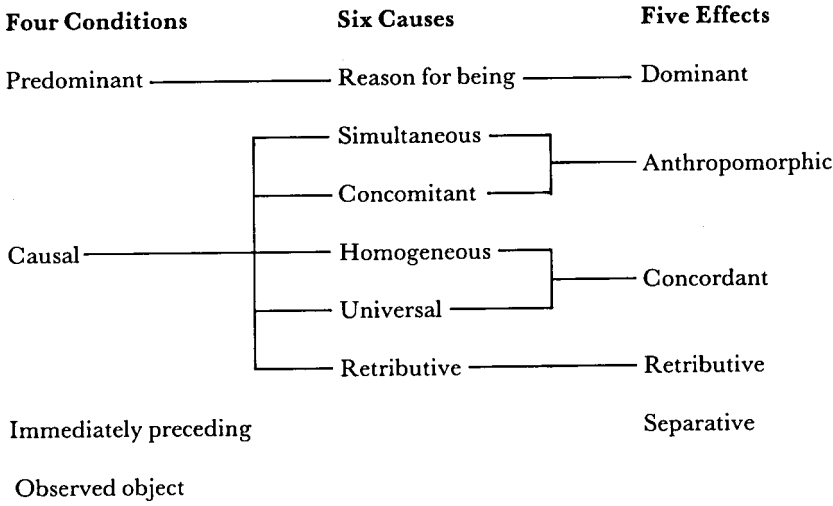 Four Conditions Six Causes Five Effects
Predominant Reason for being Dominant
Simultaneous
Anthropomorphic
Concomitant
Causal Homogeneous
Concordant
Universal
Retributive Retributive
Immediately preceding Separative
Observed object